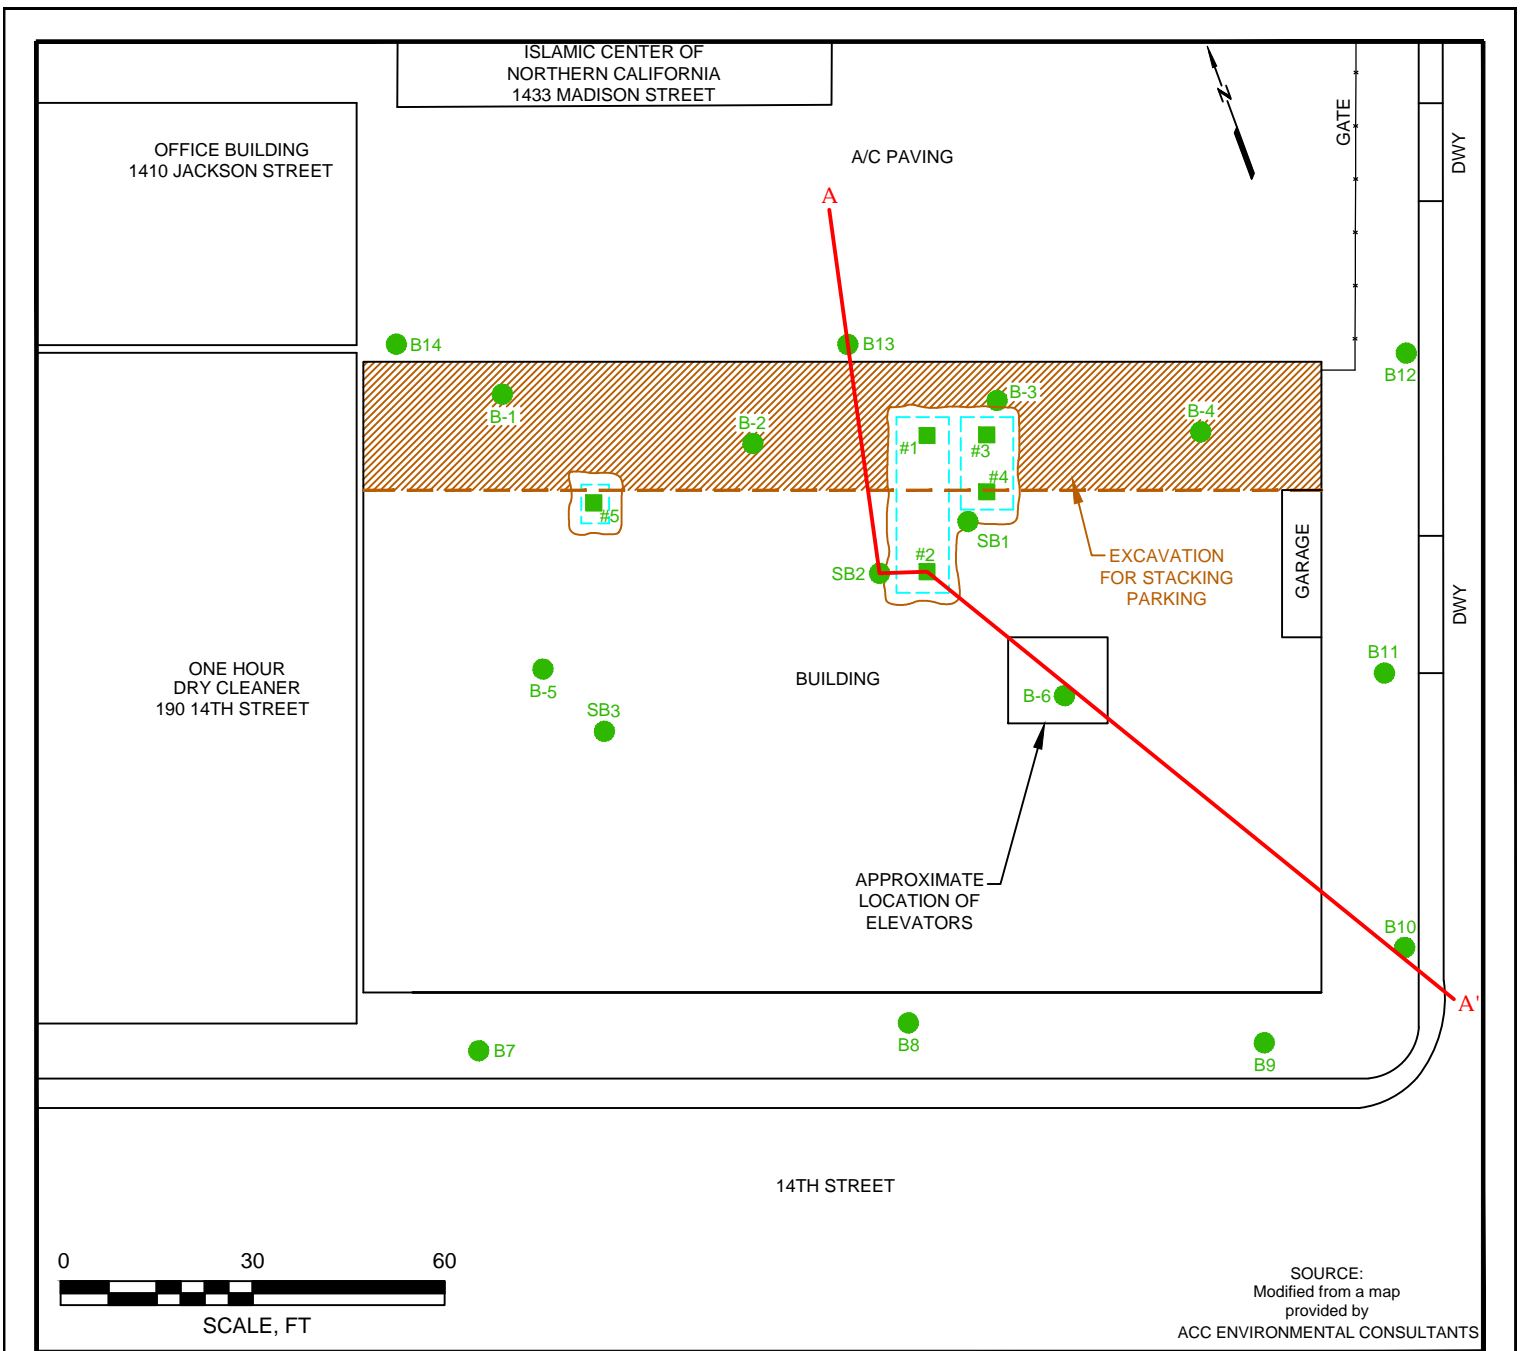 ISLAMIC CENTER OF
NORTHERN CALIFORNIA
1433 MADISON STREET
OFFICE BUILDING
1410 JACKSON STREET
A/C PAVING
N
GATE
DWY
A
B14
B13
B12
B-1
B-2
B-3
B-4
#1
#3
#4
#5
SB1
#2
SB2
EXCAVATION
FOR STACKING
PARKING
GARAGE
DWY
ONE HOUR
DRY CLEANER
190 14TH STREET
B-5
SB3
BUILDING
B-6
B11
APPROXIMATE
LOCATION OF
ELEVATORS
B10
A'
B7
B8
B9
14TH STREET
0 30 60
SCALE, FT
SOURCE:
Modified from a map
provided by
ACC ENVIRONMENTAL CONSULTANTS